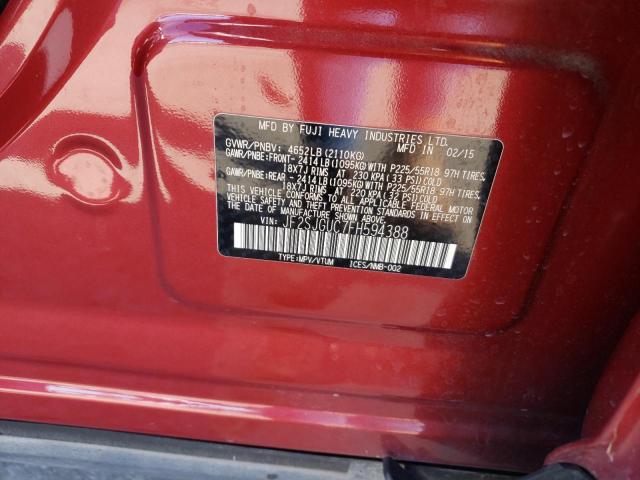 MFD BY FUJI HEAVY INDUSTRIES LTD.
GVWR/PNBV: 4652LB(2110KG) MFD IN 02/15
GAWR/PNBE:FRONT-2414LB(1095KG)WITH P225/55R18 97H TIRES,
18X7J RIMS AT 230 KPA(33 PSI)COLD
GAWR/PNBE:REAR -2414LB(1095KG)WITH P225/55R18 97H TIRES,
18X7J RIMS AT 220 KPA(32 PSI)COLD
THIS VEHICLE CONFORMS TO ALL APPLICABLE FEDERAL MOTOR
VEHICLE SAFETY AND THEFT PREVENTION STANDARDS IN EFFECT ON
THE DATE OF MANUFACTURE SHOWN ABOVE.
VIN: JF2SJGUC7FH594388
TYPE:MPV/VTUM ICES/NMB-002